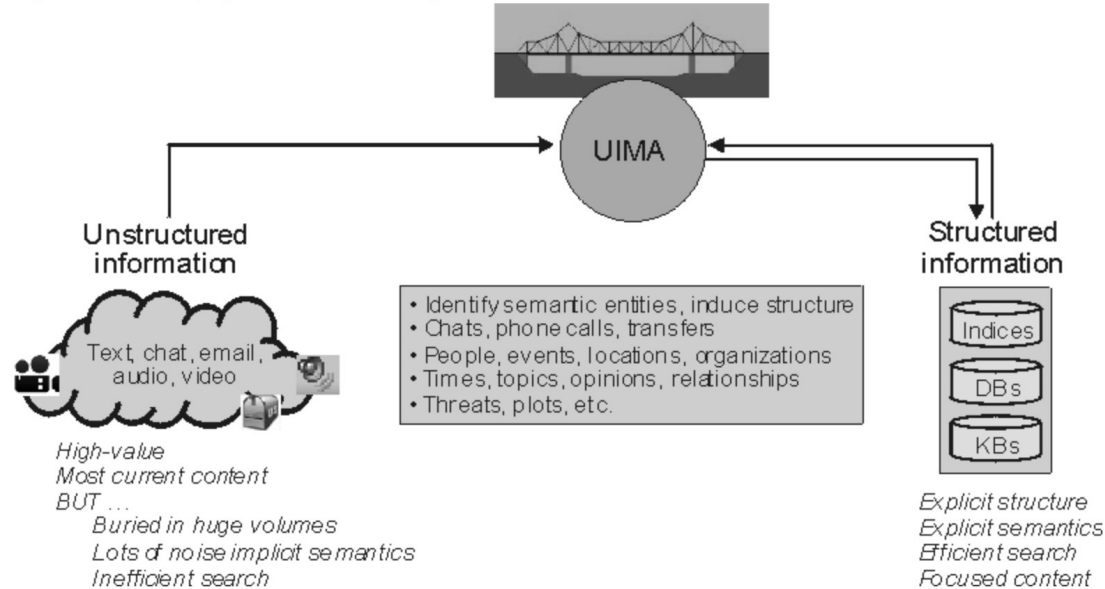 UIMA
Unstructured
information
Text, chat, email,
audio, video
High-value
Most current content
BUT ...
Buried in huge volumes
Lots of noise implicit semantics
Inefficient search
• Identify semantic entities, induce structure
• Chats, phone calls, transfers
• People, events, locations, organizations
• Times, topics, opinions, relationships
• Threats, plots, etc.
Structured
information
Indices
DBs
KBs
Explicit structure
Explicit semantics
Efficient search
Focused content